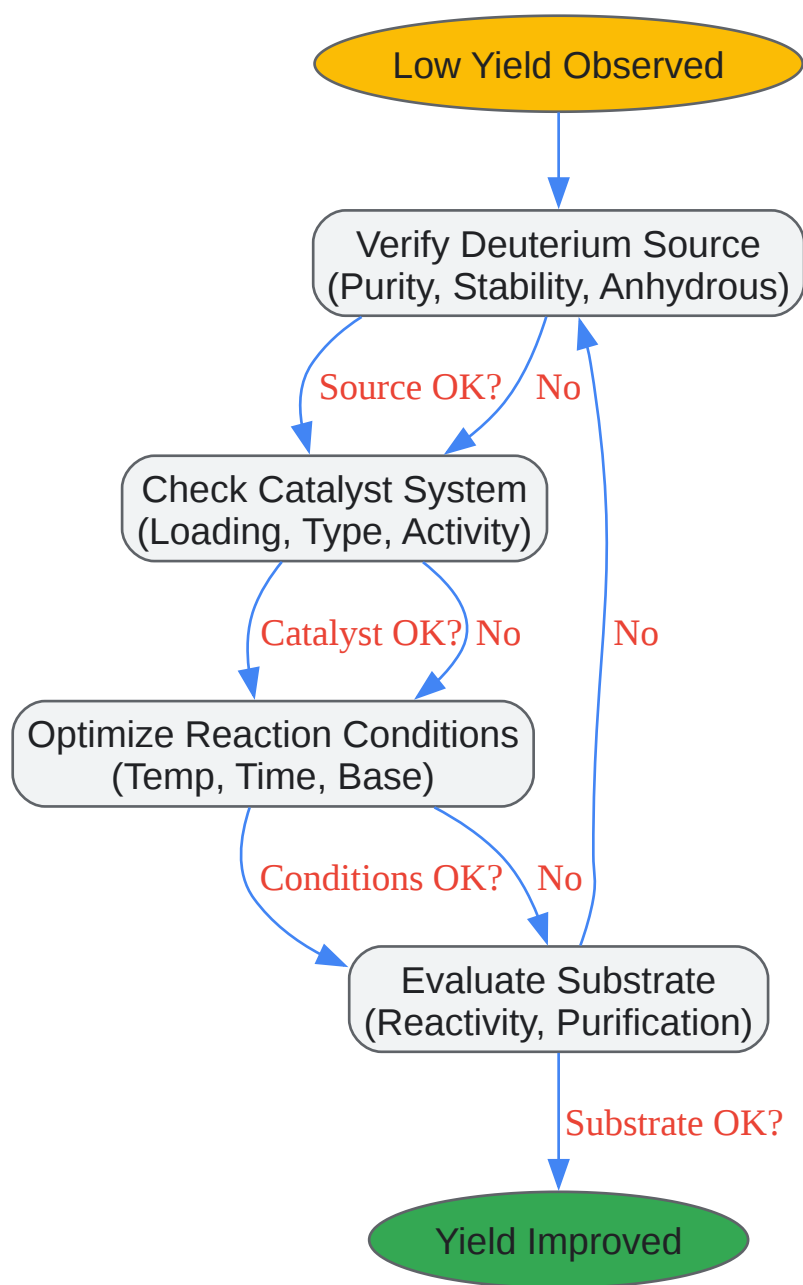 Low Yield Observed
Verify Deuterium Source
(Purity, Stability, Anhydrous)
Source OK?
No
Check Catalyst System
(Loading, Type, Activity)
Catalyst OK?
No
No
Optimize Reaction Conditions
(Temp, Time, Base)
Conditions OK?
No
Evaluate Substrate
(Reactivity, Purification)
Substrate OK?
Yield Improved